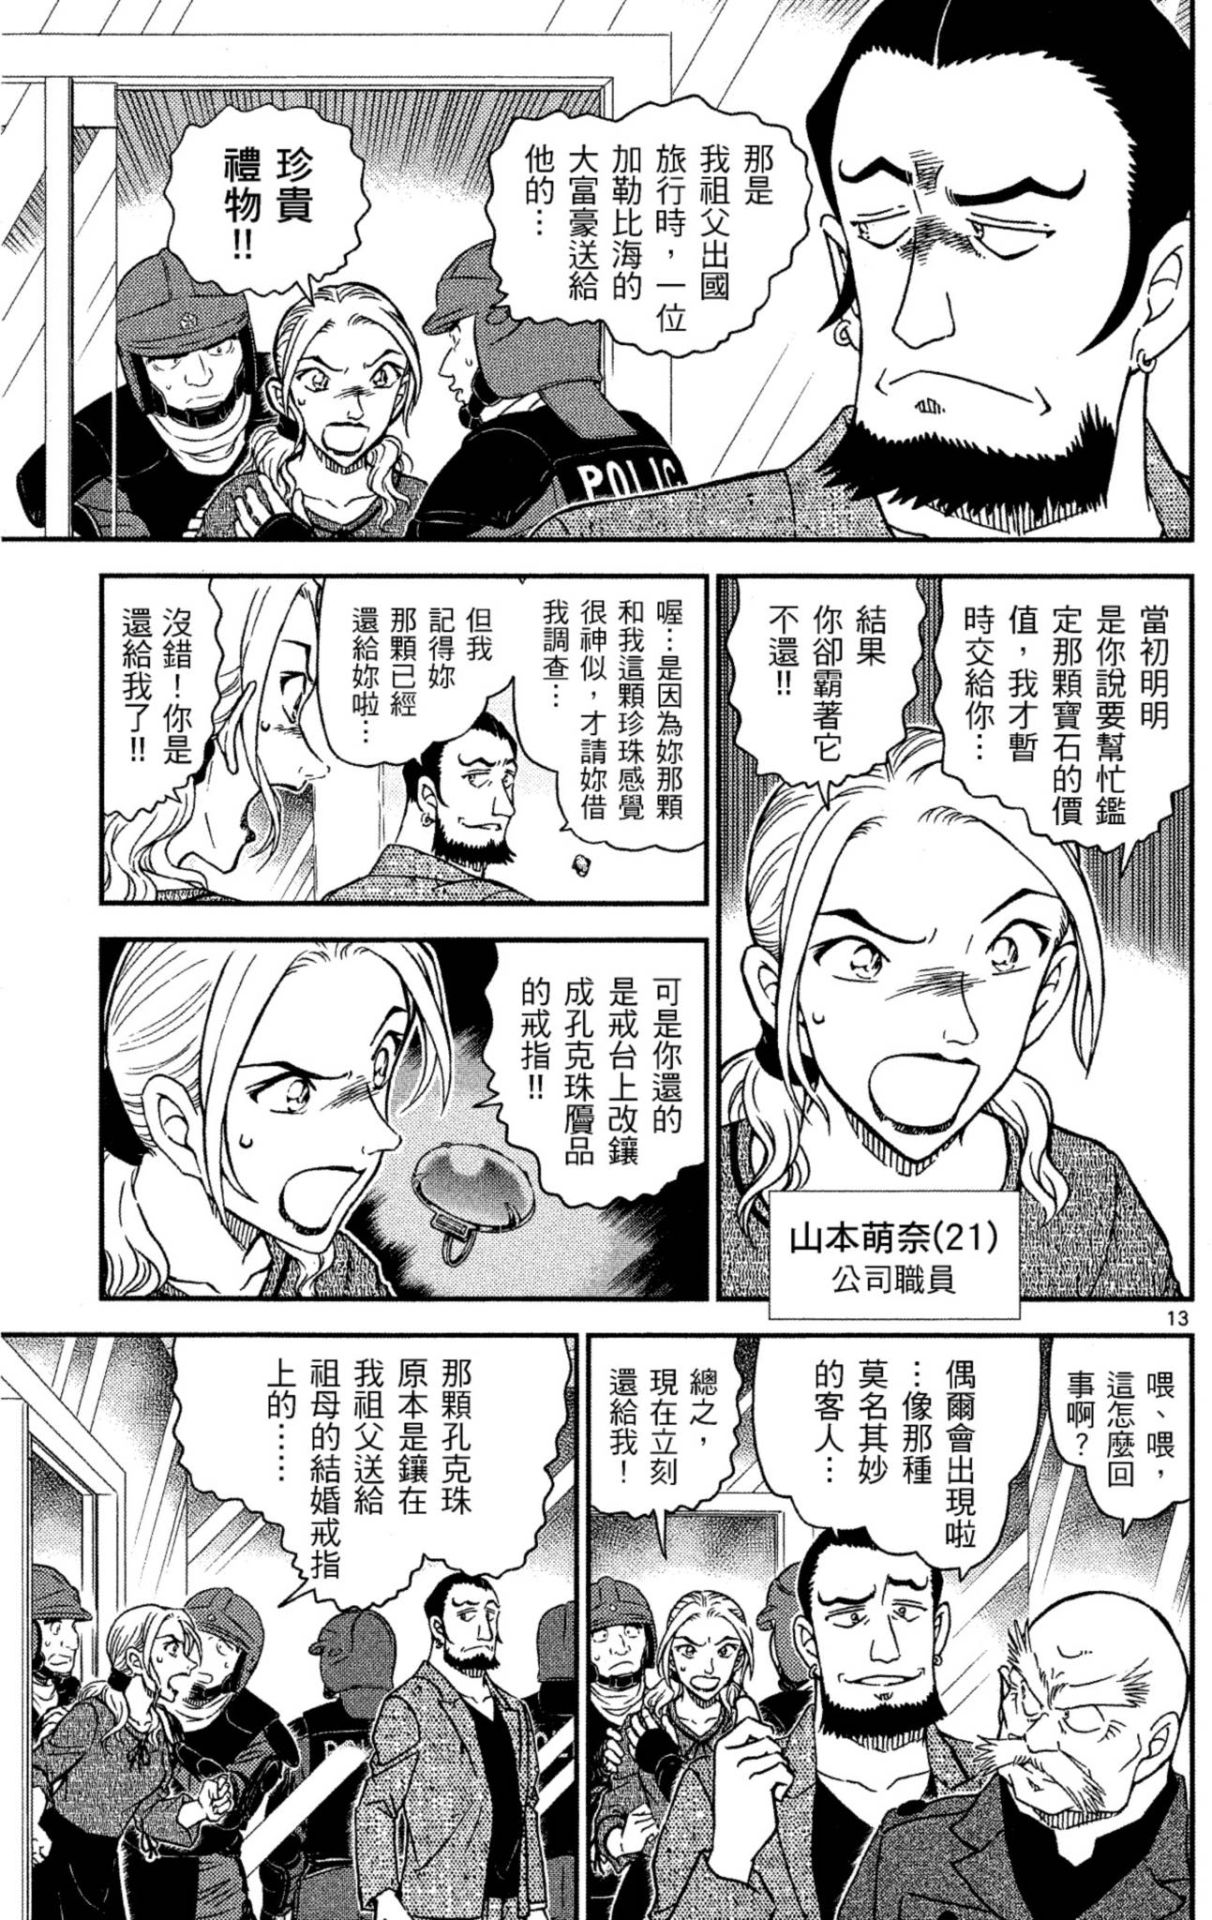 那是
我祖父出國
旅行時，一位
加勒比海的
大富豪送給
他的…
珍貴
禮物!!
POLIC
當初明明
是你說要幫忙鑑
定那顆寶石的價
值，我才暫
時交給你…
結果
你卻霸著它
不還!!
山本萌奈(21)
公司職員
喔…是因為妳那顆
和我這顆珍珠感覺
很神似，才請妳借
我調查…
但我
記得妳
那顆已經
還給妳啦…
沒錯！你是
還給我了!!
可是你還的
是戒台上改鑲
成孔克珠贗品
的戒指!!
13
喂、喂，
這怎麼回
事啊？
偶爾會出現啦
…像那種
莫名其妙
的客人…
總之，
現在立刻
還給我！
那顆孔克珠
原本是鑲在
我祖父送給
祖母的結婚戒指
上的……